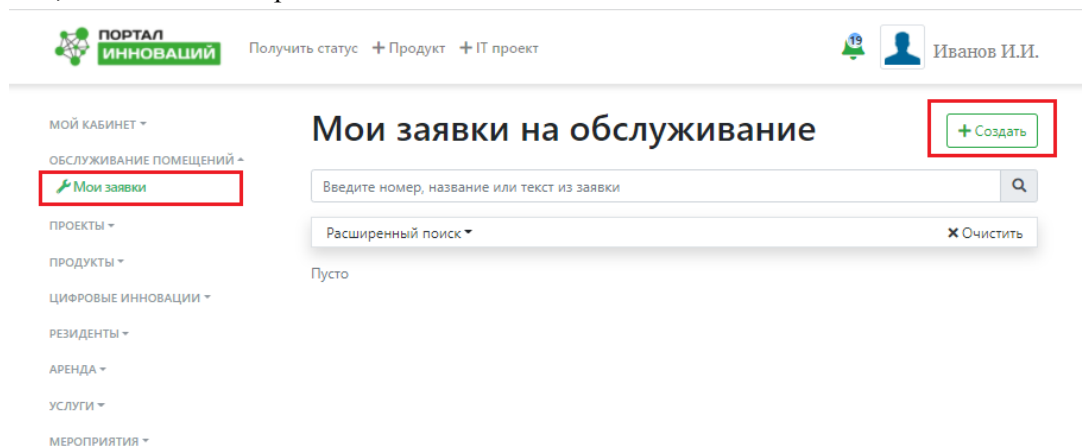 ПОРТАЛ
ИННОВАЦИЙ
Получить статус + Продукт + IT проект
19
Иванов И.И.
МОЙ КАБИНЕТ
ОБСЛУЖИВАНИЕ ПОМЕЩЕНИЙ
Мои заявки
ПРОЕКТЫ
ПРОДУКТЫ
ЦИФРОВЫЕ ИННОВАЦИИ
РЕЗИДЕНТЫ
АРЕНДА
УСЛУГИ
МЕРОПРИЯТИЯ
Мои заявки на обслуживание
+ Создать
Введите номер, название или текст из заявки
Расширенный поиск
× Очистить
Пусто